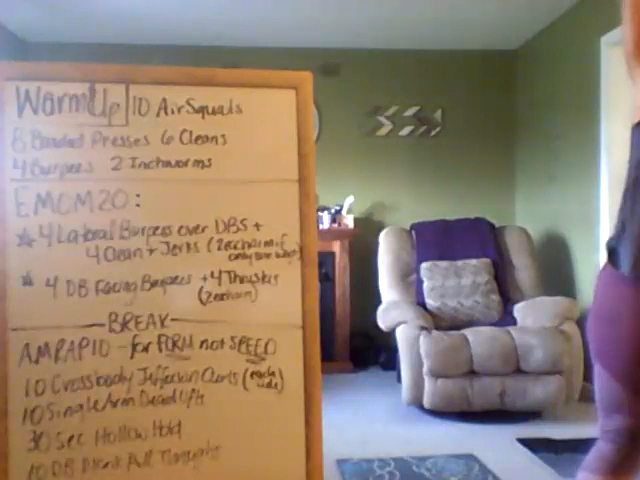 Warm Up 10 Air Squats
8 Banded Presses 6 Cleans
4 Burpees 2 Inchworms
EMOM 20:
* 4 Lateral Burpees over DBS +
4 Clean + Jerks (2 each arm if
only one weight)
* 4 DB Facing Burpees + 4 Thrusters
(2 each arm)
BREAK
AMRAP 10 - for FORM not SPEED
10 Crossbody Jefferson Curls (each
side)
10 Single Arm Deadlifts
30 Sec Hollow Hold
10 DB Plank Pull Throughs